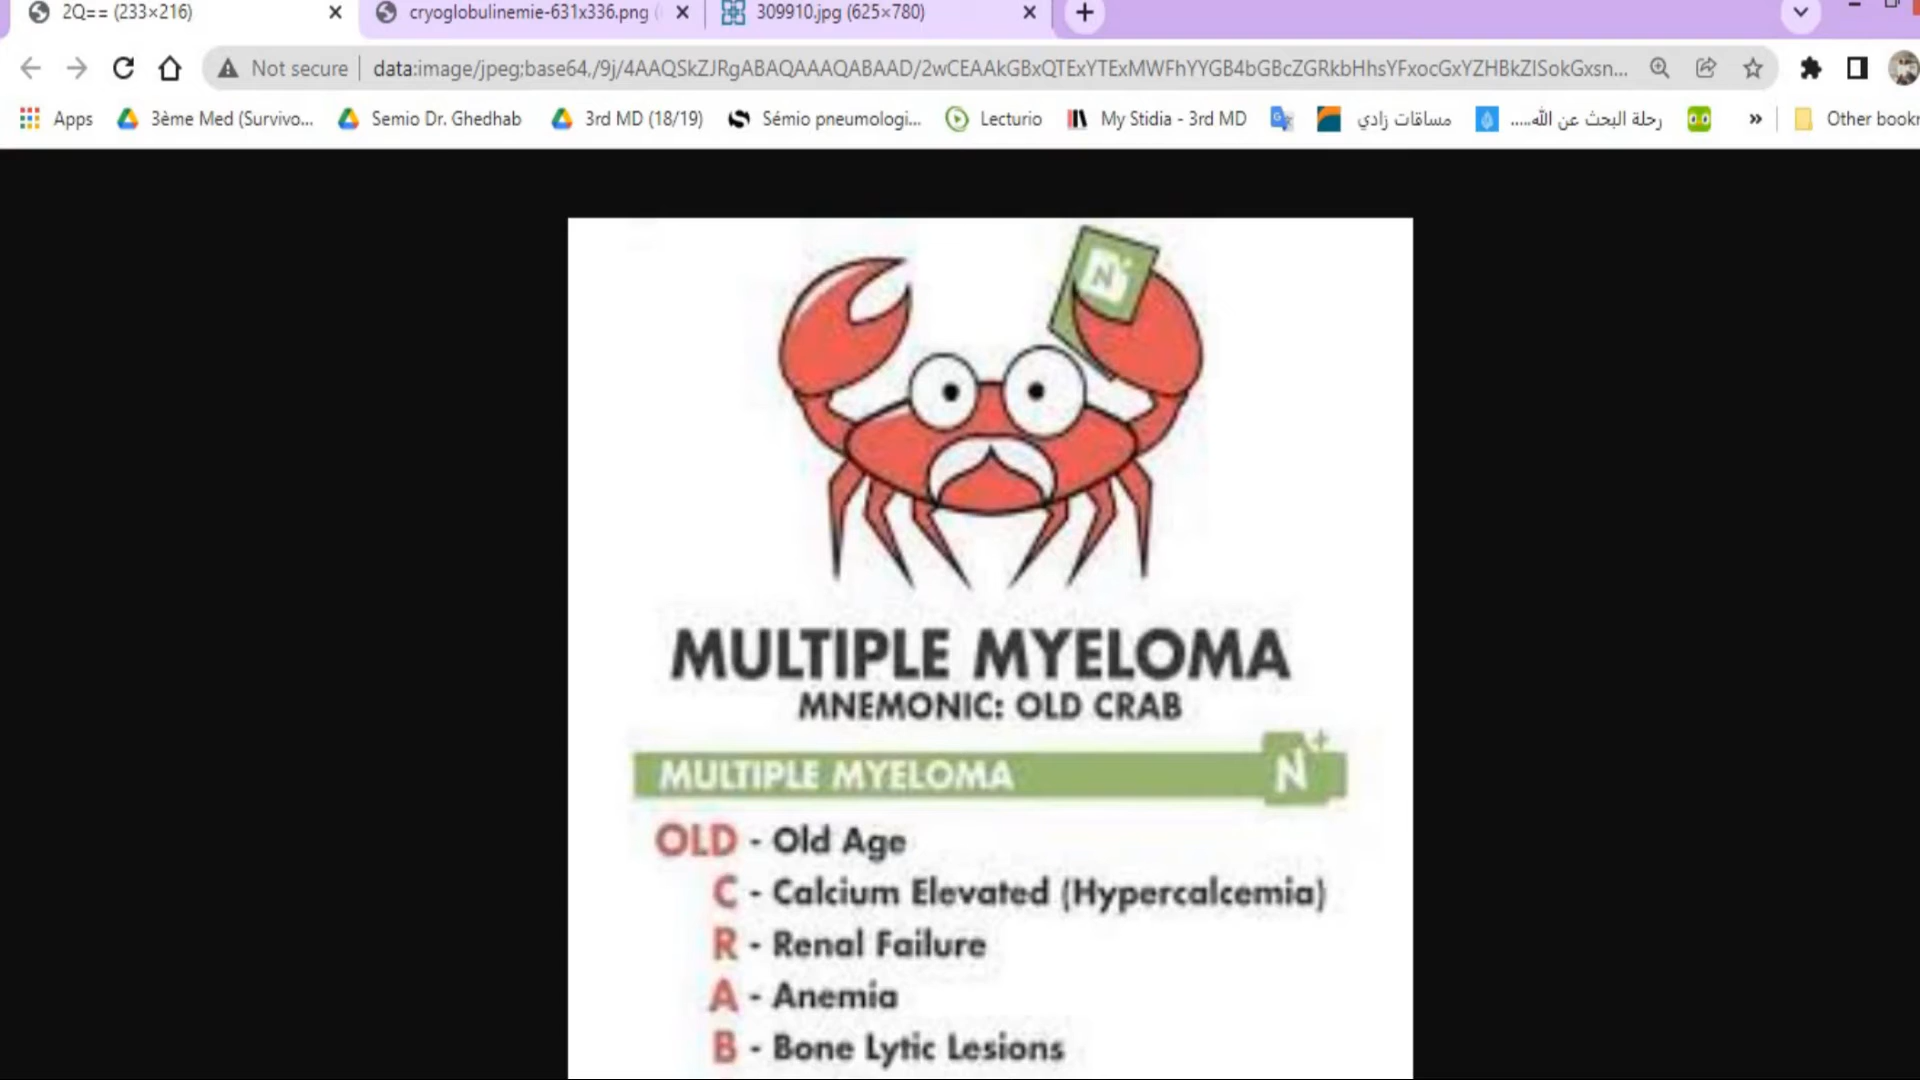 2Q== (233×216)
cryoglobulinemie-631x336.png (
309910.jpg (625×780)
Not secure
data:image/jpeg;base64,/9j/4AAQSkZJRgABAQAAAQABAAD/2wCEAAkGBxQTExYTExMWFhYYGB4bGBcZGRkbHhsYFxocGxYZHBkZISokGxsn...
Apps
3ème Med (Survivo...
Semio Dr. Ghedhab
3rd MD (18/19)
Sémio pneumologi...
Lecturio
My Stidia - 3rd MD
مساقات زادي
رحلة البحث عن الله.....
»
Other bookr
N
MULTIPLE MYELOMA
MNEMONIC: OLD CRAB
MULTIPLE MYELOMA
N+
OLD - Old Age
C - Calcium Elevated (Hypercalcemia)
R - Renal Failure
A - Anemia
B - Bone Lytic Lesions